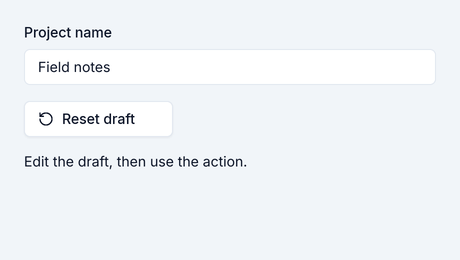 Project name
Field notes
Reset draft
Edit the draft, then use the action.